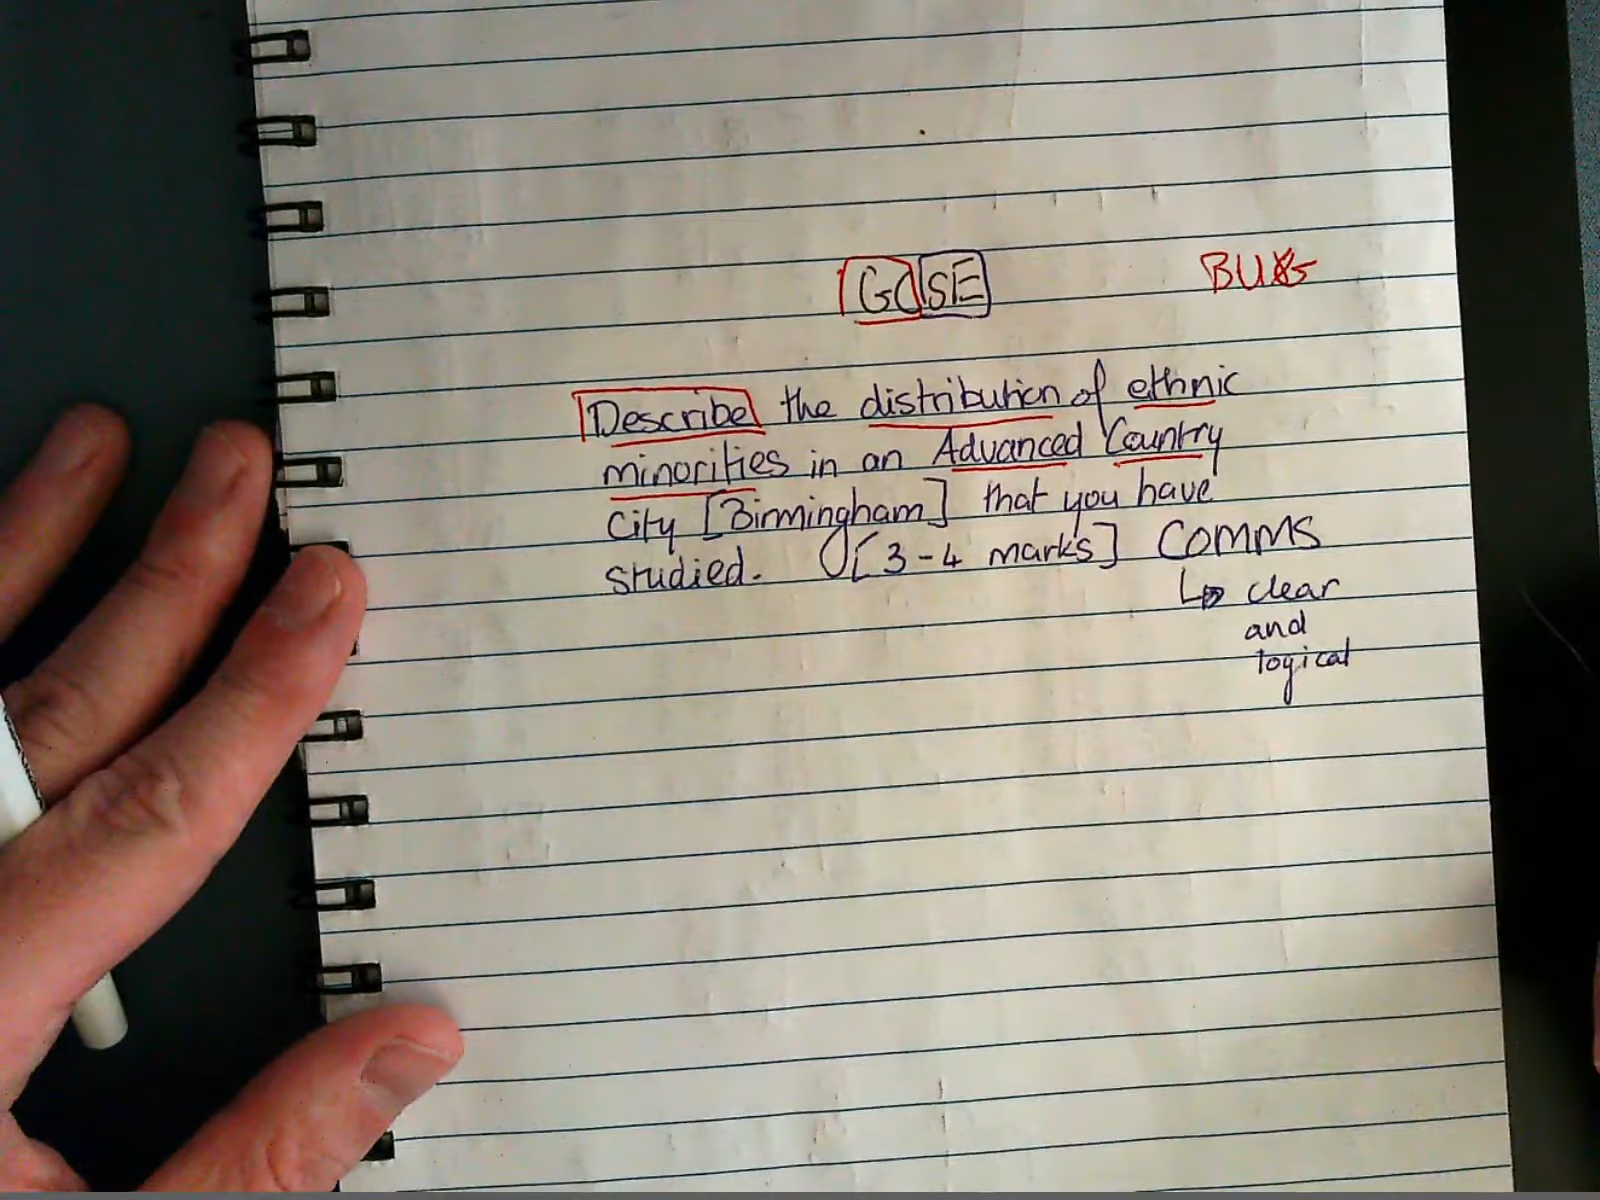 GCSE
BUG
Describe the distribution of ethnic
minorities in an Advanced Country
City [Birmingham] that you have
studied. [3-4 marks] COMMS
↳ clear
and
logical